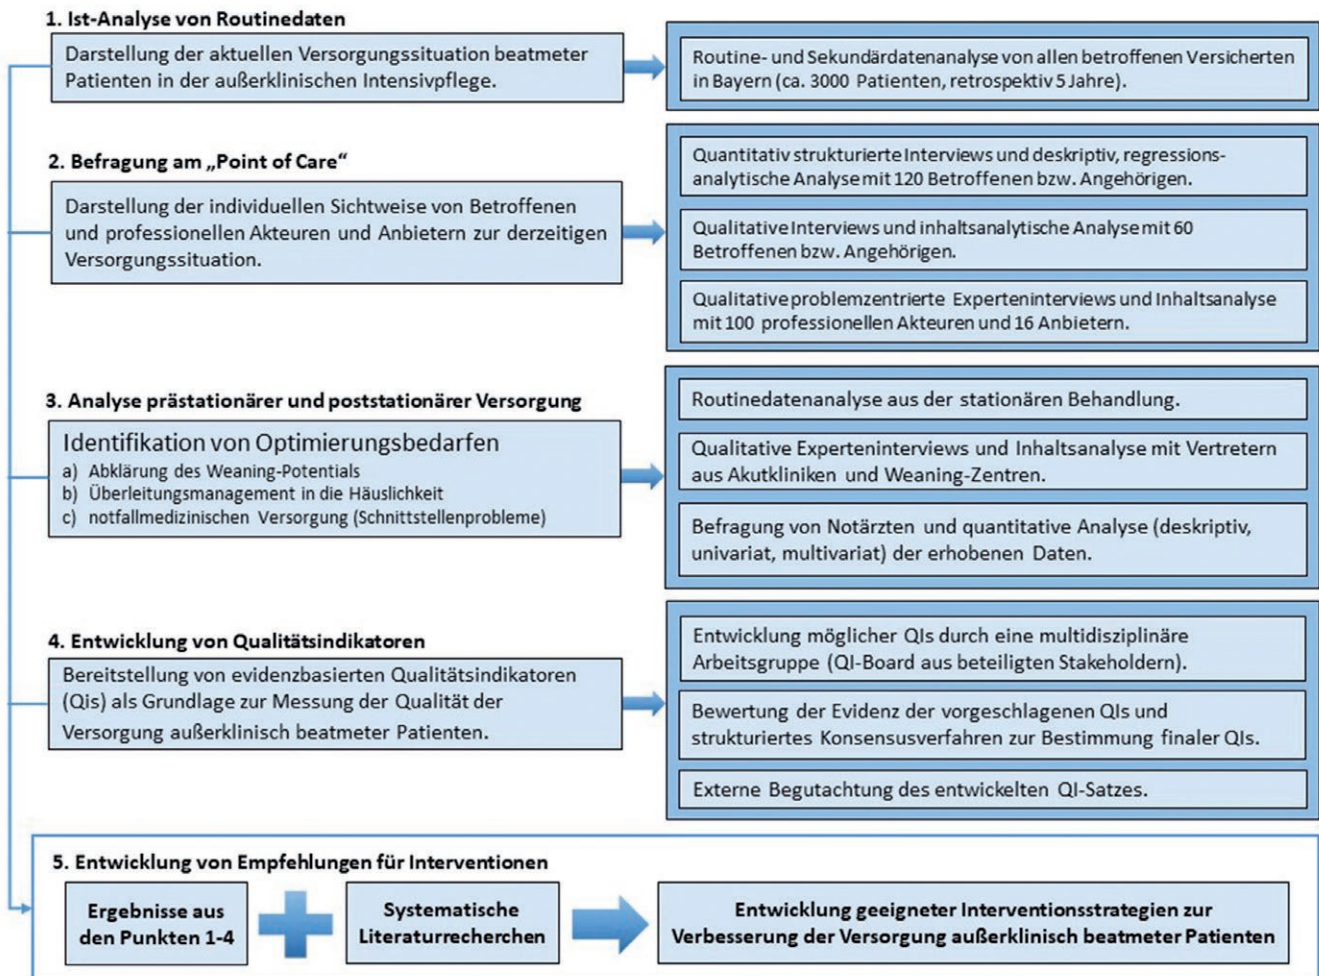 1. Ist-Analyse von Routinedaten
Darstellung der aktuellen Versorgungssituation beatmeter
Patienten in der außerklinischen Intensivpflege.
Routine- und Sekundärdatenanalyse von allen betroffenen Versicherten
in Bayern (ca. 3000 Patienten, retrospektiv 5 Jahre).
2. Befragung am „Point of Care“
Darstellung der individuellen Sichtweise von Betroffenen
und professionellen Akteuren und Anbietern zur derzeitigen
Versorgungssituation.
Quantitativ strukturierte Interviews und deskriptiv, regressions-
analytische Analyse mit 120 Betroffenen bzw. Angehörigen.
Qualitative Interviews und inhaltsanalytische Analyse mit 60
Betroffenen bzw. Angehörigen.
Qualitative problemzentrierte Experteninterviews und Inhaltsanalyse
mit 100 professionellen Akteuren und 16 Anbietern.
3. Analyse prästationärer und poststationärer Versorgung
Identifikation von Optimierungsbedarfen
a) Abklärung des Weaning-Potentials
b) Überleitungsmanagement in die Häuslichkeit
c) notfallmedizinischen Versorgung (Schnittstellenprobleme)
Routinedatenanalyse aus der stationären Behandlung.
Qualitative Experteninterviews und Inhaltsanalyse mit Vertretern
aus Akutkliniken und Weaning-Zentren.
Befragung von Notärzten und quantitative Analyse (deskriptiv,
univariat, multivariat) der erhobenen Daten.
4. Entwicklung von Qualitätsindikatoren
Bereitstellung von evidenzbasierten Qualitätsindikatoren
(Qis) als Grundlage zur Messung der Qualität der
Versorgung außerklinisch beatmeter Patienten.
Entwicklung möglicher QIs durch eine multidisziplinäre
Arbeitsgruppe (QI-Board aus beteiligten Stakeholdern).
Bewertung der Evidenz der vorgeschlagenen QIs und
strukturiertes Konsensusverfahren zur Bestimmung finaler QIs.
Externe Begutachtung des entwickelten QI-Satzes.
5. Entwicklung von Empfehlungen für Interventionen
Ergebnisse aus
den Punkten 1-4
Systematische
Literaturrecherchen
Entwicklung geeigneter Interventionsstrategien zur
Verbesserung der Versorgung außerklinisch beatmeter Patienten